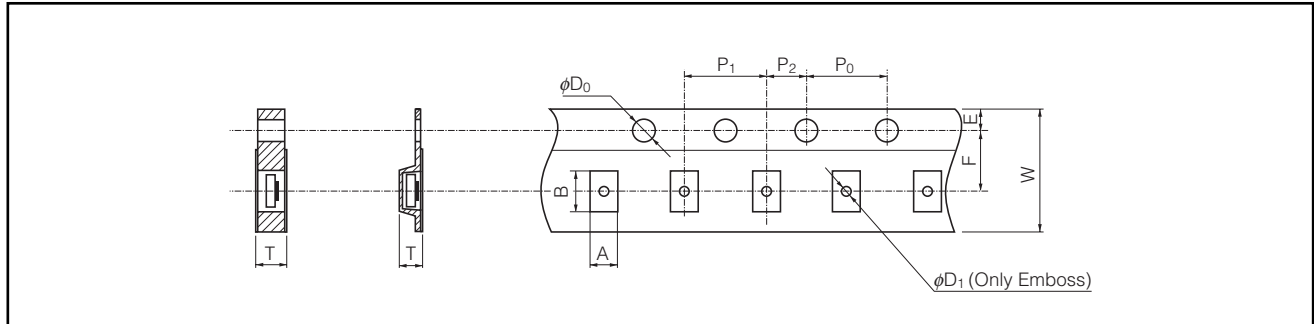 P₁
P₂
P₀
ϕD₀
E
F
W
B
A
T
T
ϕD₁ (Only Emboss)